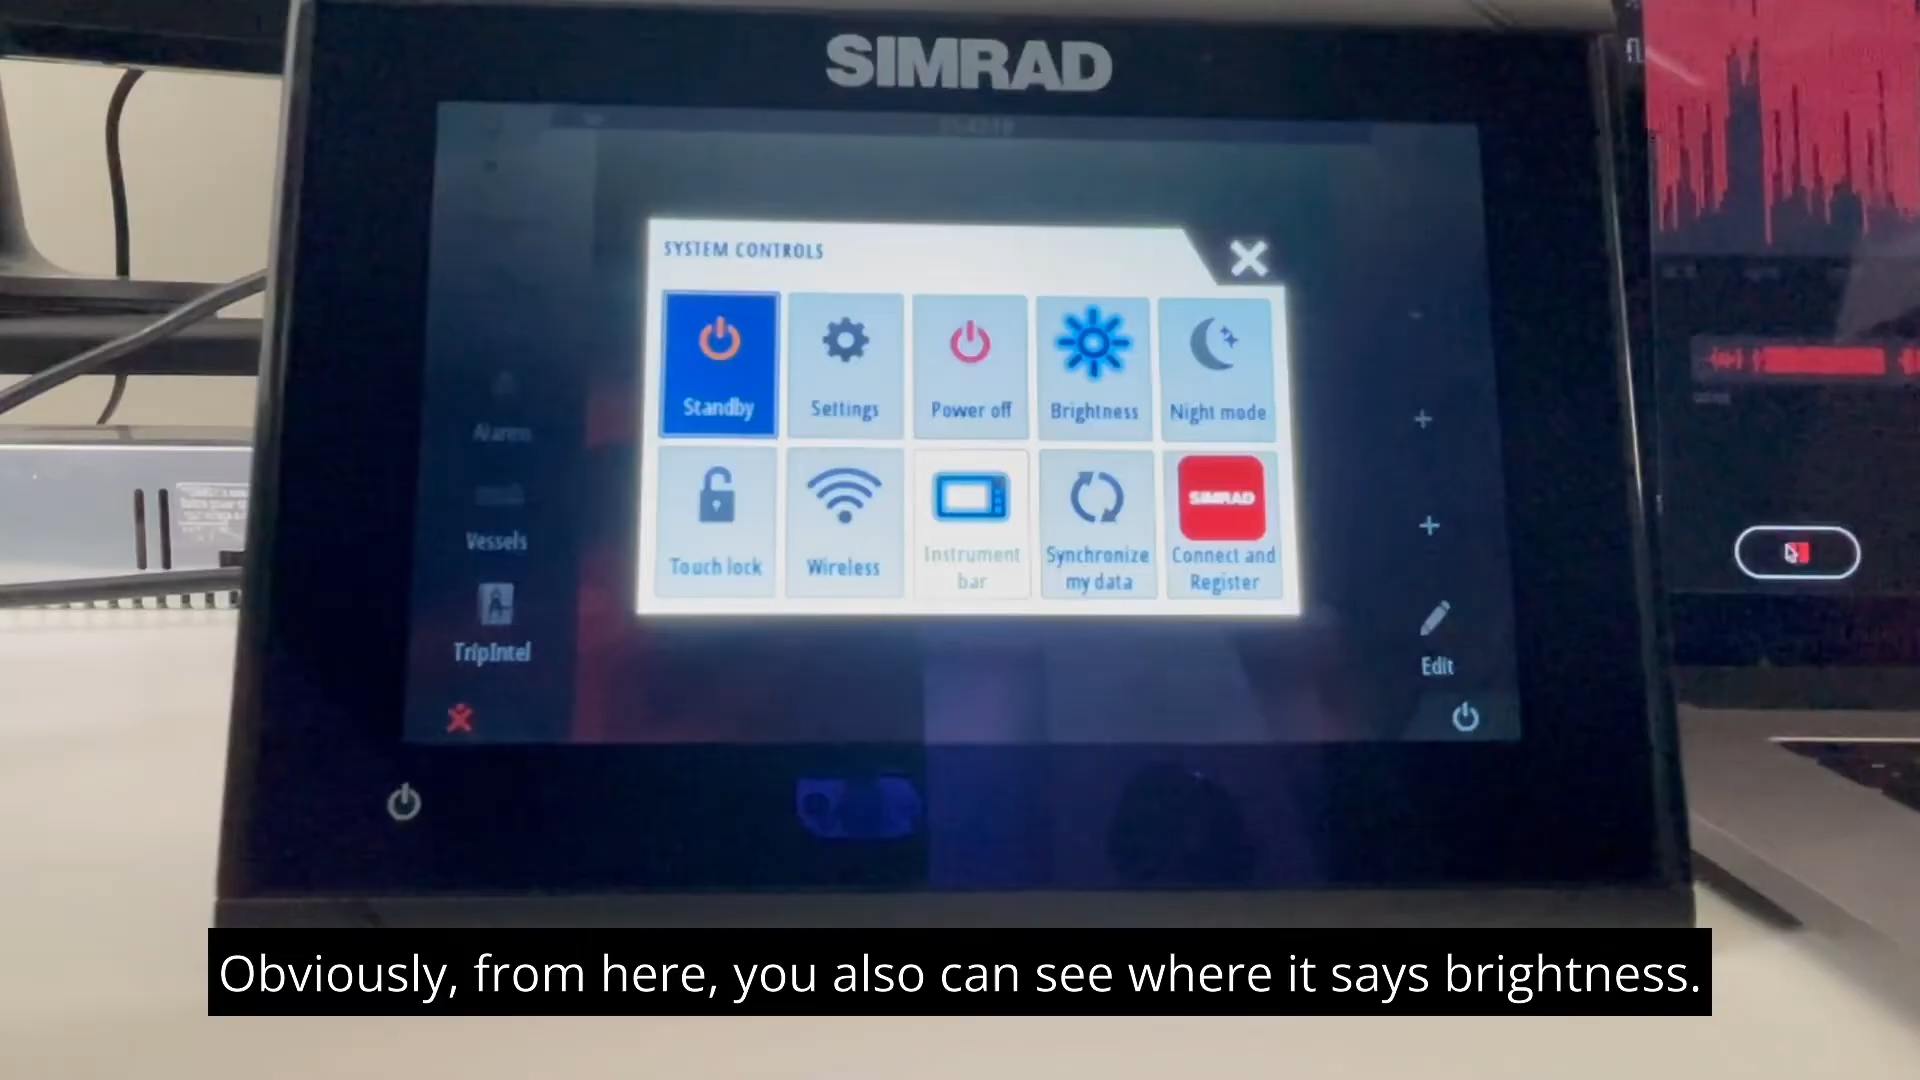 SIMRAD
SYSTEM CONTROLS
Standby
Settings
Power off
Brightness
Night mode
Touch lock
Wireless
Instrument
bar
Synchronize
my data
SIMRAD
Connect and
Register
Alarms
Vessels
TripIntel
Edit
Obviously, from here, you also can see where it says brightness.